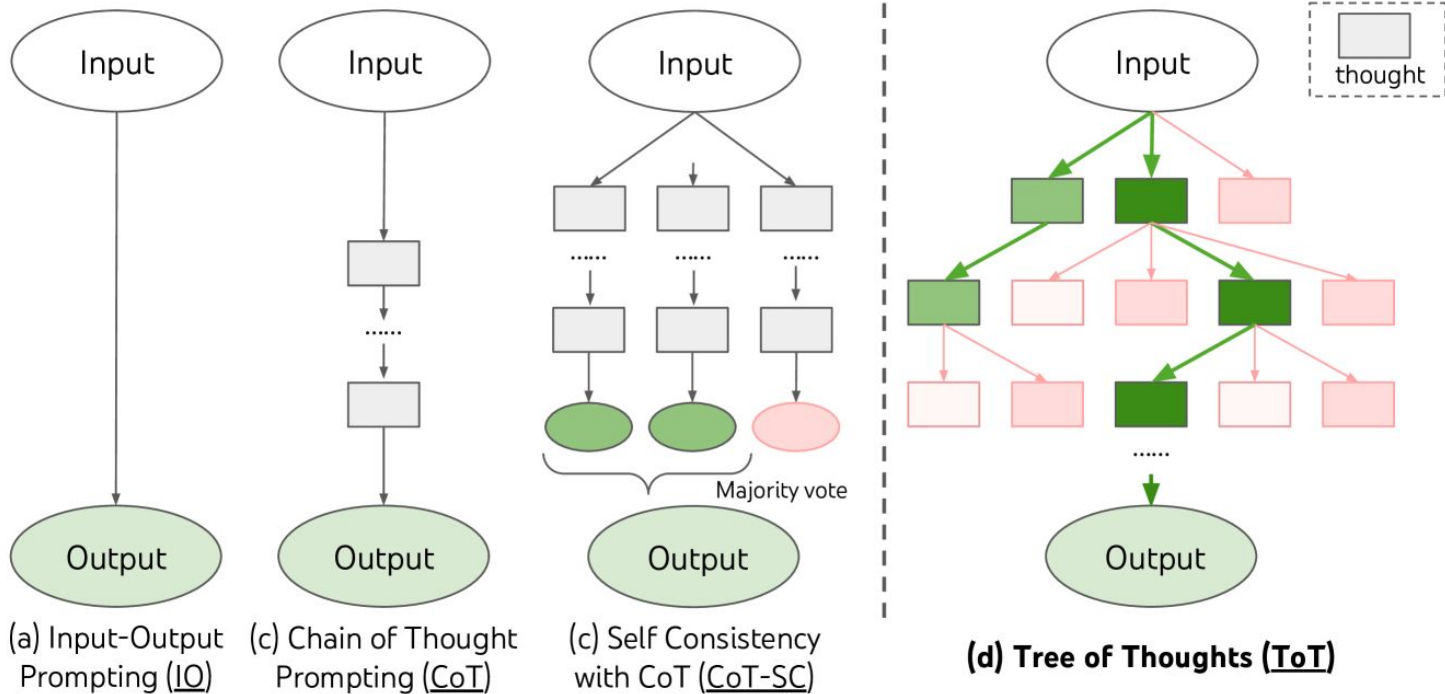 Input
Input
Input
Input
thought
......
......
......
......
......
Majority vote
Output
Output
Output
Output
(a) Input-Output
Prompting (IO)
(c) Chain of Thought
Prompting (CoT)
(c) Self Consistency
with CoT (CoT-SC)
(d) Tree of Thoughts (ToT)